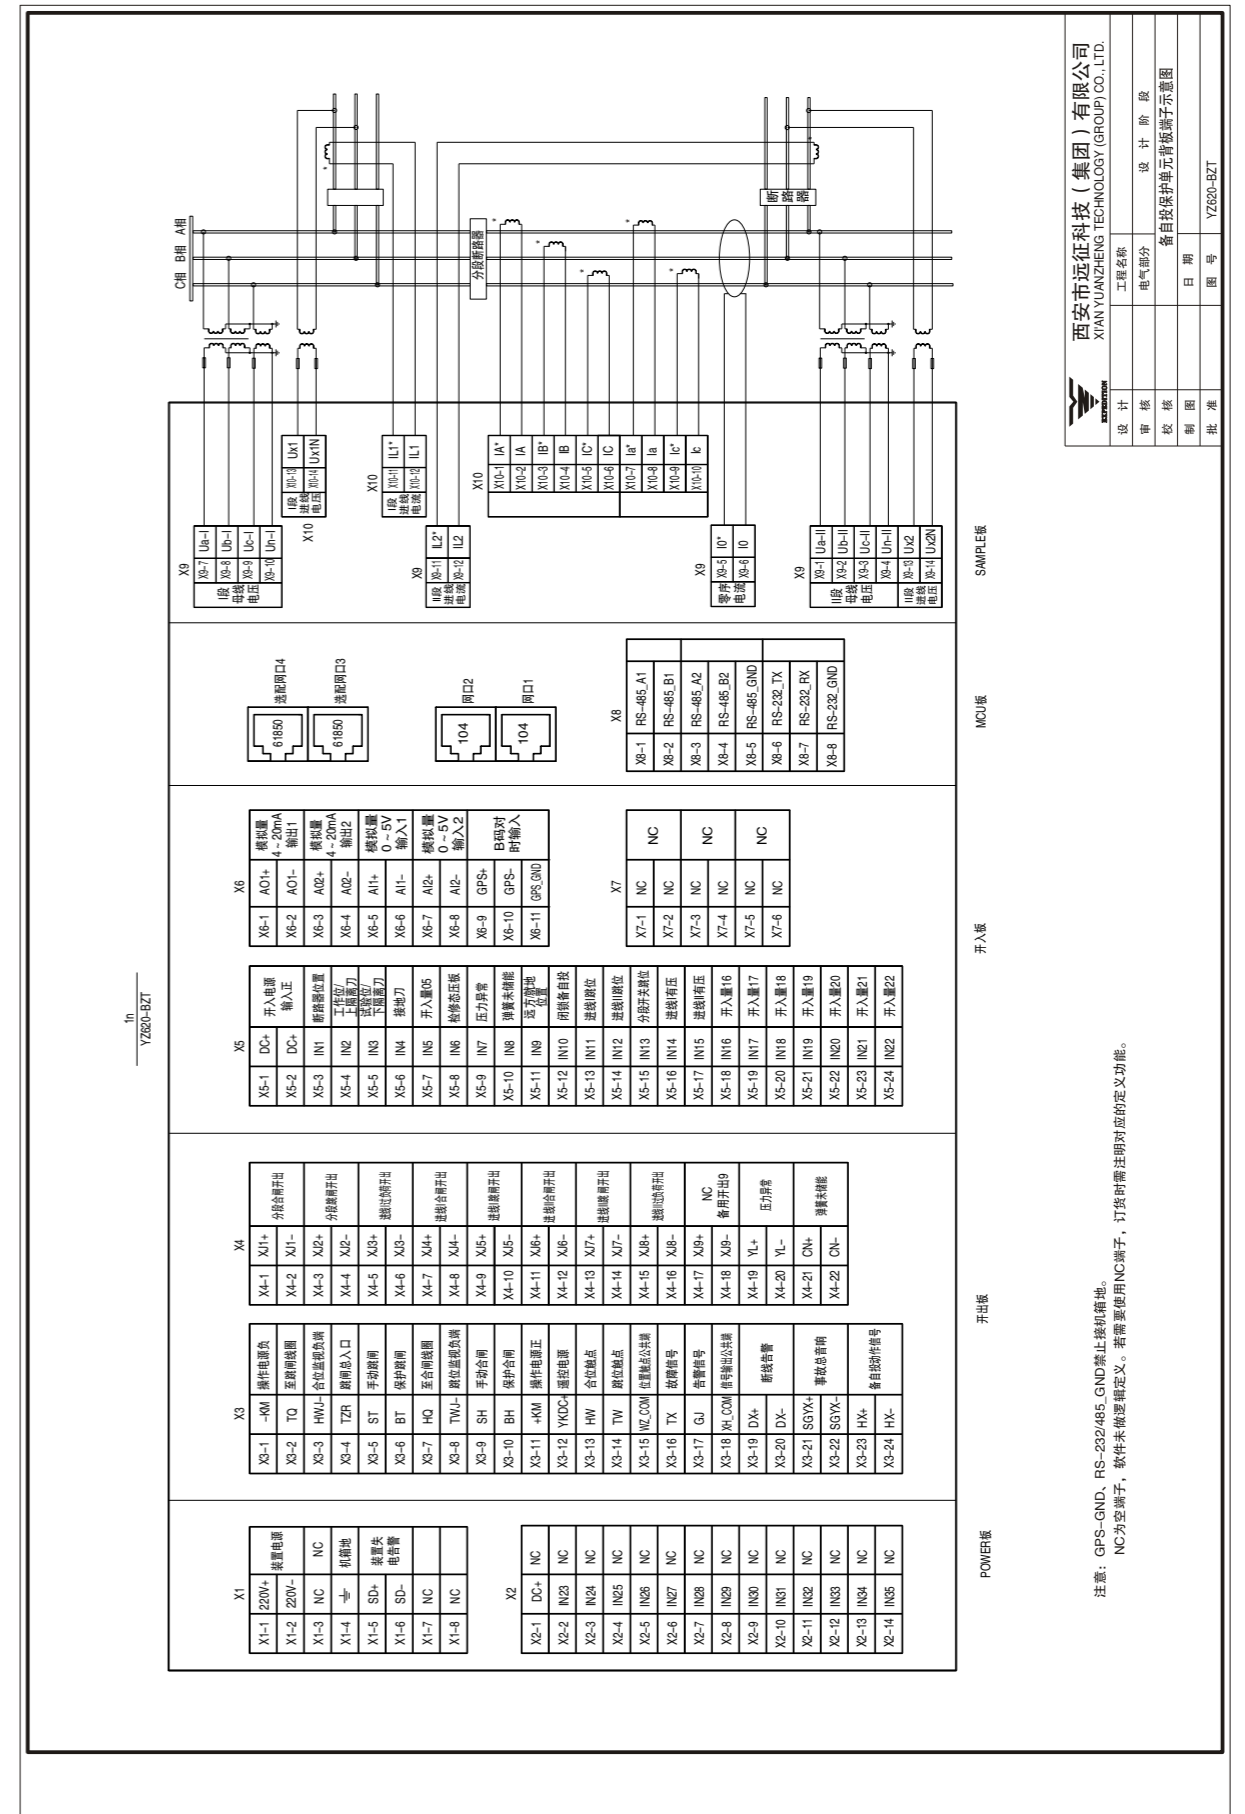 1n
YZ620-BZT
X1
X1-1 220V+ 装置电源
X1-2 220V-
X1-3 NC NC
X1-4 机箱地
X1-5 SD+ 装置失
X1-6 SD- 电告警
X1-7 NC
X1-8 NC
X2
X2-1 DC+ NC
X2-2 IN23 NC
X2-3 IN24 NC
X2-4 IN25 NC
X2-5 IN26 NC
X2-6 IN27 NC
X2-7 IN28 NC
X2-8 IN29 NC
X2-9 IN30 NC
X2-10 IN31 NC
X2-11 IN32 NC
X2-12 IN33 NC
X2-13 IN34 NC
X2-14 IN35 NC
POWER板
X3
X3-1 -KM 操作电源负
X3-2 TQ 至跳闸线圈
X3-3 HWJ- 合位监视负端
X3-4 TZR 跳闸总入口
X3-5 ST 手动跳闸
X3-6 BT 保护跳闸
X3-7 HQ 至合闸线圈
X3-8 TWJ- 跳位监视负端
X3-9 SH 手动合闸
X3-10 BH 保护合闸
X3-11 +KM 操作电源正
X3-12 YKDC+ 遥控电源
X3-13 HW 合位触点
X3-14 TW 跳位触点
X3-15 WZ_COM 位置触点公共端
X3-16 TX 故障信号
X3-17 GJ 告警信号
X3-18 XH_COM 信号输出公共端
X3-19 DX+ 断线告警
X3-20 DX-
X3-21 SGYX+ 事故总音响
X3-22 SGYX-
X3-23 HX+ 备自投动作信号
X3-24 HX-
X4
X4-1 XJ1+ 分段合闸开出
X4-2 XJ1-
X4-3 XJ2+ 分段跳闸开出
X4-4 XJ2-
X4-5 XJ3+ 进线I过负荷开出
X4-6 XJ3-
X4-7 XJ4+ 进线I合闸开出
X4-8 XJ4-
X4-9 XJ5+ 进线I跳闸开出
X4-10 XJ5-
X4-11 XJ6+ 进线II合闸开出
X4-12 XJ6-
X4-13 XJ7+ 进线II跳闸开出
X4-14 XJ7-
X4-15 XJ8+ 进线II过负荷开出
X4-16 XJ8-
X4-17 XJ9+ NC
X4-18 XJ9- 备用开出9
X4-19 YL+ 压力异常
X4-20 YL-
X4-21 CN+ 弹簧未储能
X4-22 CN-
开出板
X5
X5-1 DC+ 开入电源
X5-2 DC+ 输入正
X5-3 IN1 断路器位置
X5-4 IN2 工作位/上隔离刀
X5-5 IN3 试验位/下隔离刀
X5-6 IN4 接地刀
X5-7 IN5 开入量05
X5-8 IN6 检修态压板
X5-9 IN7 压力异常
X5-10 IN8 弹簧未储能
X5-11 IN9 远方/就地位置
X5-12 IN10 闭锁备自投
X5-13 IN11 进线I跳位
X5-14 IN12 进线II跳位
X5-15 IN13 分段开关跳位
X5-16 IN14 进线I有压
X5-17 IN15 进线II有压
X5-18 IN16 开入量16
X5-19 IN17 开入量17
X5-20 IN18 开入量18
X5-21 IN19 开入量19
X5-22 IN20 开入量20
X5-23 IN21 开入量21
X5-24 IN22 开入量22
X6
X6-1 AO1+ 模拟量
4~20mA
X6-2 AO1- 输出1
X6-3 A02+ 模拟量
4~20mA
X6-4 A02- 输出2
X6-5 AI1+ 模拟量
0~5V
X6-6 AI1- 输入1
X6-7 AI2+ 模拟量
0~5V
X6-8 AI2- 输入2
X6-9 GPS+ B码对
X6-10 GPS- 时输入
X6-11 GPS_GND
X7
X7-1 NC NC
X7-2 NC
X7-3 NC NC
X7-4 NC
X7-5 NC NC
X7-6 NC
开入板
61850 选配网口4
61850 选配网口3
104 网口2
104 网口1
X8
X8-1 RS-485_A1
X8-2 RS-485_B1
X8-3 RS-485_A2
X8-4 RS-485_B2
X8-5 RS-485_GND
X8-6 RS-232_TX
X8-7 RS-232_RX
X8-8 RS-232_GND
MCU板
X9
I段
母线
电压
X9-7 Ua-I
X9-8 Ub-I
X9-9 Uc-I
X9-10 Un-I
I段
进线
电压
X10-13 Ux1
X10-14 Ux1N
X10
X10
I段
进线
电流
X10-11 IL1*
X10-12 IL1
X9
II段
进线
电流
X9-11 IL2*
X9-12 IL2
X10
X10-1 IA*
X10-2 IA
X10-3 IB*
X10-4 IB
X10-5 IC*
X10-6 IC
X10-7 Ia*
X10-8 Ia
X10-9 Ic*
X10-10 Ic
X9
零序
电流
X9-5 I0*
X9-6 I0
X9
II段
母线
电压
X9-1 Ua-II
X9-2 Ub-II
X9-3 Uc-II
X9-4 Un-II
II段
进线
电压
X9-13 Ux2
X9-14 Ux2N
SAMPLE板
C相 B相 A相
分段断路器
断路器
注意：GPS-GND、RS-232/485_GND禁止接机箱地。
NC为空端子，软件未做逻辑定义。若需要使用NC端子，订货时需注明对应的定义功能。
EXPEDITION
西安市远征科技（集团）有限公司
XI'AN YUANZHENG TECHNOLOGY (GROUP) CO., LTD.
设 计 工程名称
审 核 电气部分 设 计 阶 段
校 核 备自投保护单元背板端子示意图
制 图 日 期
批 准 图 号 YZ620-BZT